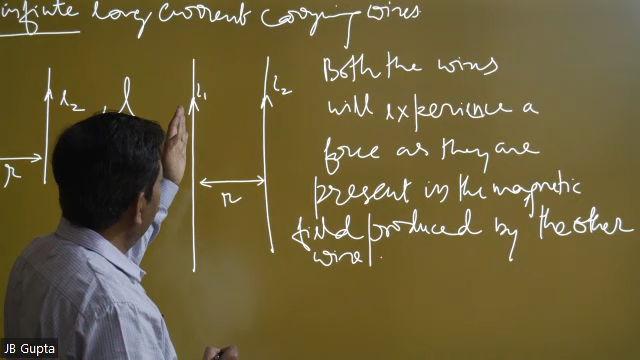 infinite long current carrying wires
i2
l
i1
i2
r
r
Both the wires
will experience a
force as they are
present in the magnetic
field produced by the other
wire.
JB Gupta